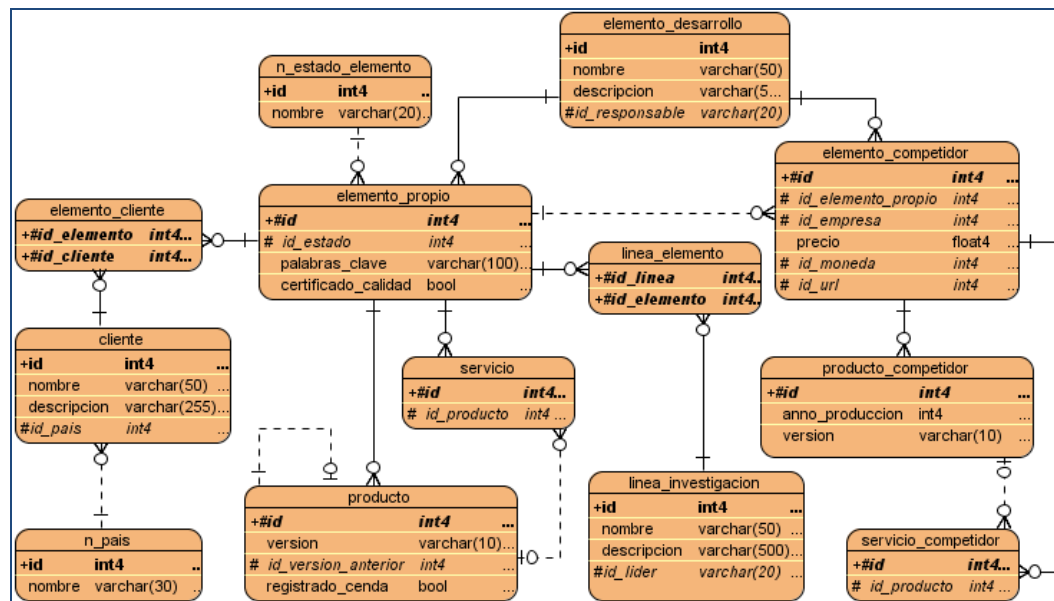 elemento_desarrollo
+id int4
nombre varchar(50)
descripcion varchar(5...
#id_responsable varchar(20)
n_estado_elemento
+id int4 ..
nombre varchar(20)...
elemento_competidor
+#id int4 ...
# id_elemento_propio int4 ...
# id_empresa int4 ...
precio float4 ...
# id_moneda int4 ...
# id_url int4 ...
elemento_propio
+#id int4 ...
# id_estado int4 ...
palabras_clave varchar(100)...
certificado_calidad bool ...
elemento_cliente
+#id_elemento int4...
+#id_cliente int4...
linea_elemento
+#id_linea int4...
+#id_elemento int4...
cliente
+id int4 ...
nombre varchar(50) ...
descripcion varchar(255)...
#id_pais int4 ...
servicio
+#id int4...
# id_producto int4 ...
producto_competidor
+#id int4 ...
anno_produccion int4 ...
version varchar(10) ...
producto
+#id int4 ...
version varchar(10)...
# id_version_anterior int4 ...
registrado_cenda bool ...
linea_investigacion
+id int4 ...
nombre varchar(50) ...
descripcion varchar(500)...
#id_lider varchar(20) ...
n_pais
+id int4 ...
nombre varchar(30) ...
servicio_competidor
+#id int4...
# id_producto int4 ...